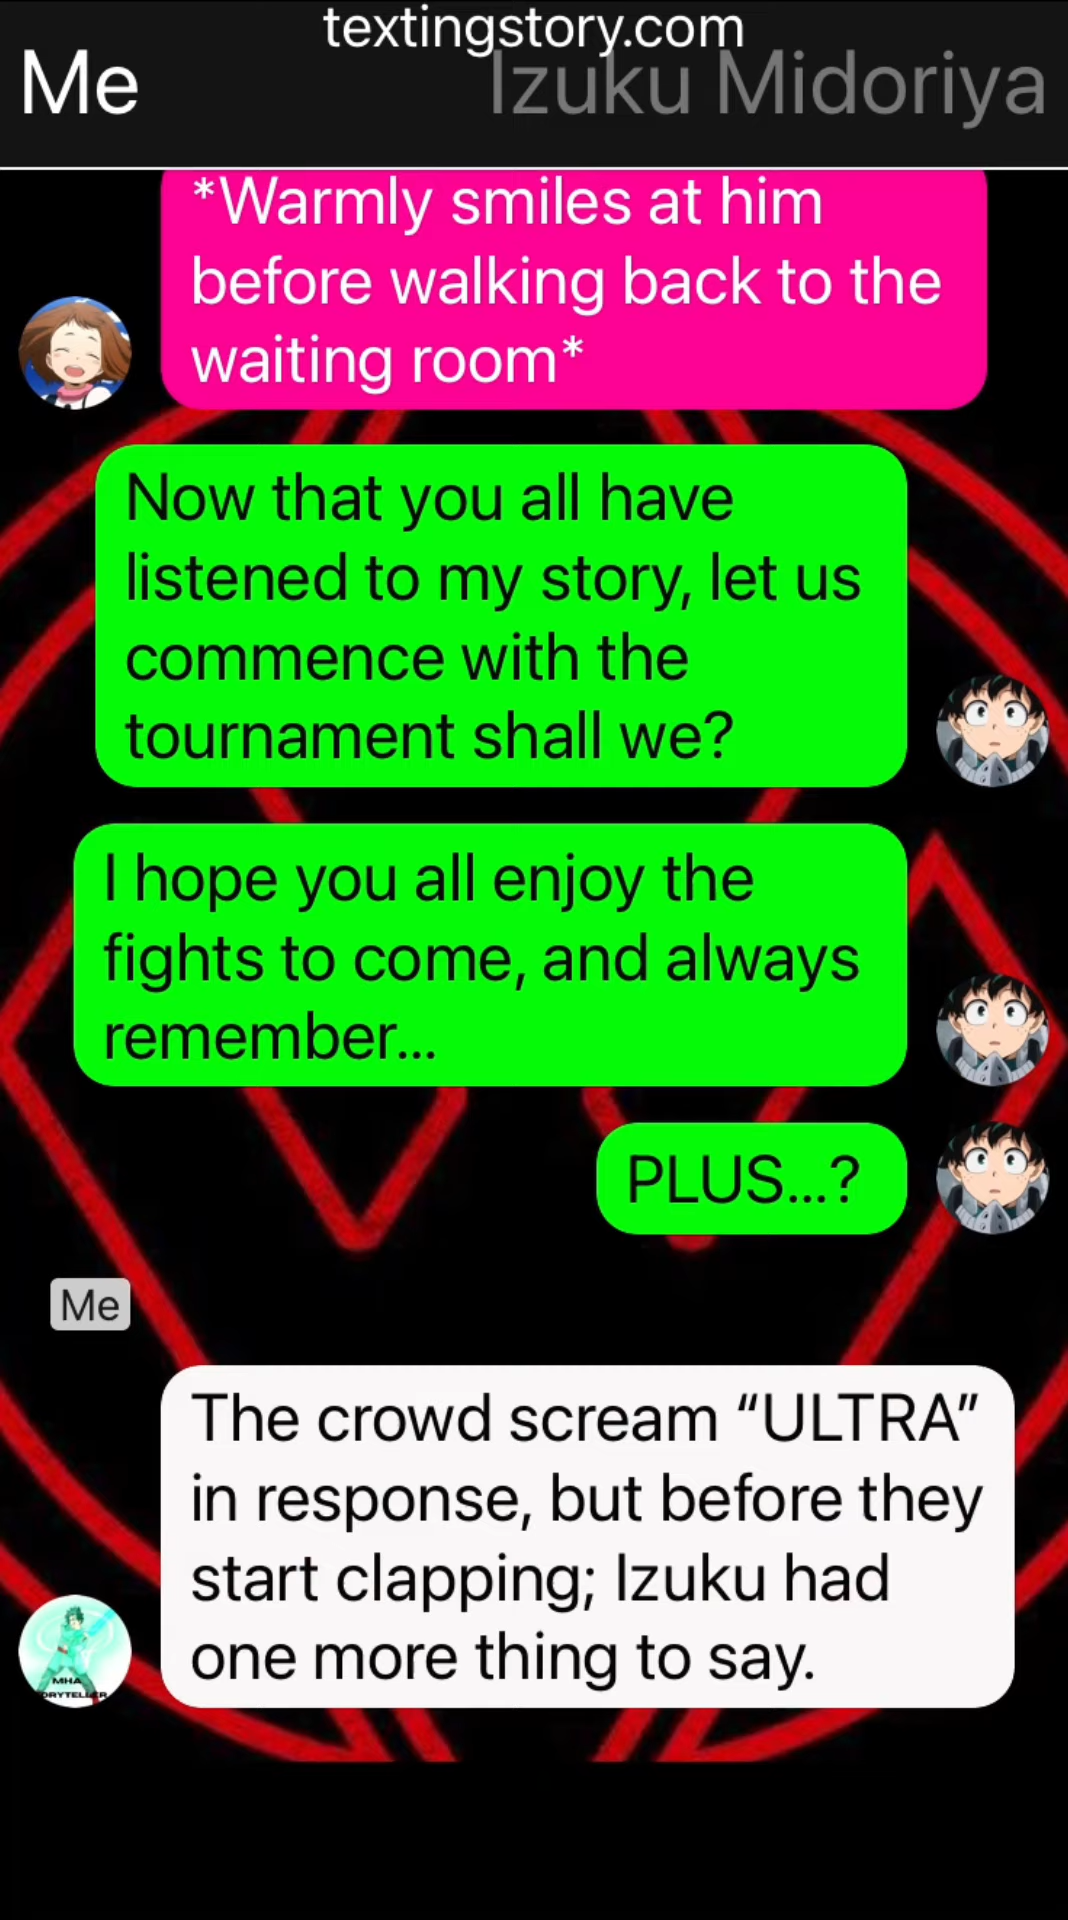 textingstory.com
Me
Izuku Midoriya
*Warmly smiles at him
before walking back to the
waiting room*
Now that you all have
listened to my story, let us
commence with the
tournament shall we?
I hope you all enjoy the
fights to come, and always
remember...
PLUS...?
Me
The crowd scream “ULTRA”
in response, but before they
start clapping; Izuku had
one more thing to say.
MHA